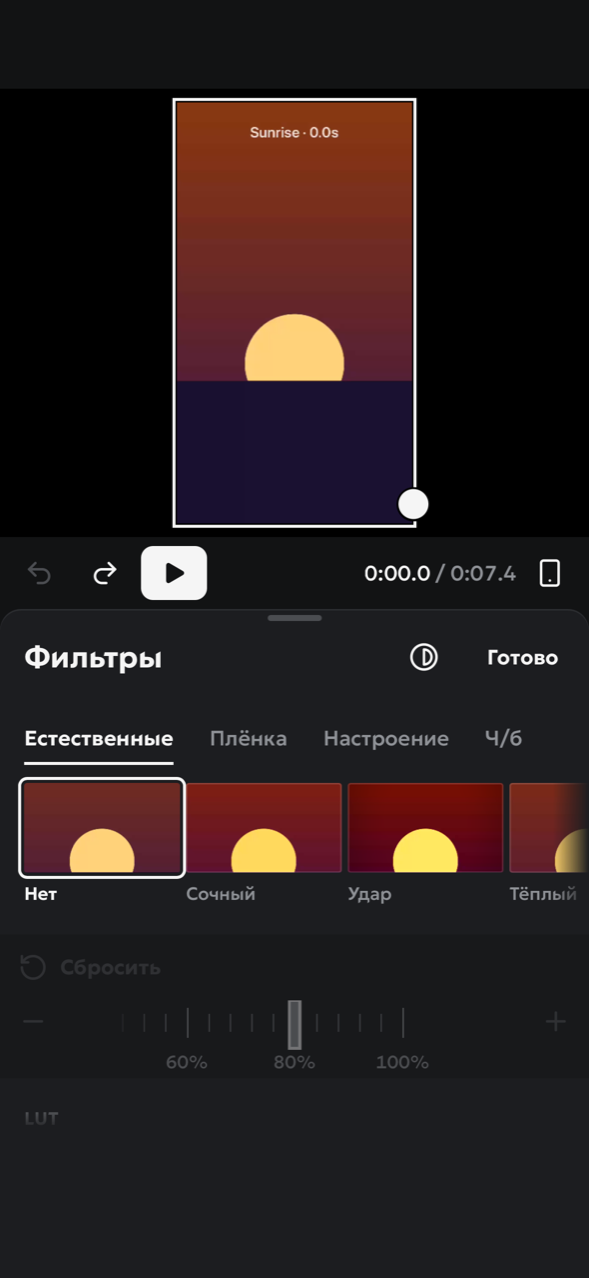 Sunrise · 0.0s
0:00.0 / 0:07.4
Фильтры
Готово
Естественные Плёнка Настроение Ч/б
Нет Сочный Удар Тёплый
Сбросить
60% 80% 100%
LUT